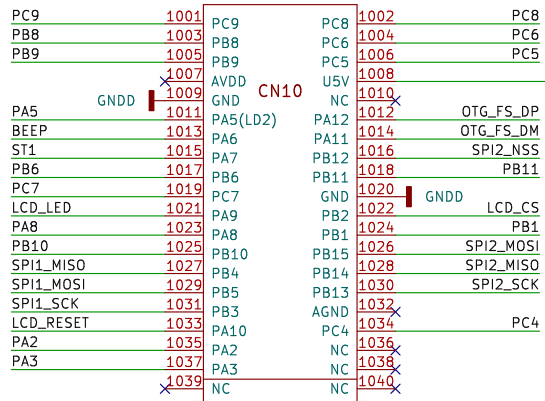 PC9 1001 PC9 PC8 1002 PC8
PB8 1003 PB8 PC6 1004 PC6
PB9 1005 PB9 PC5 1006 PC5
1007 AVDD U5V 1008
CN10
GNDD 1009 GND NC 1010
PA5 1011 PA5(LD2) PA12 1012 OTG_FS_DP
BEEP 1013 PA6 PA11 1014 OTG_FS_DM
ST1 1015 PA7 PB12 1016 SPI2_NSS
PB6 1017 PB6 PB11 1018 PB11
PC7 1019 PC7 GND 1020 GNDD
LCD_LED 1021 PA9 PB2 1022 LCD_CS
PA8 1023 PA8 PB1 1024 PB1
PB10 1025 PB10 PB15 1026 SPI2_MOSI
SPI1_MISO 1027 PB4 PB14 1028 SPI2_MISO
SPI1_MOSI 1029 PB5 PB13 1030 SPI2_SCK
SPI1_SCK 1031 PB3 AGND 1032
LCD_RESET 1033 PA10 PC4 1034 PC4
PA2 1035 PA2 NC 1036
PA3 1037 PA3 NC 1038
1039 NC NC 1040